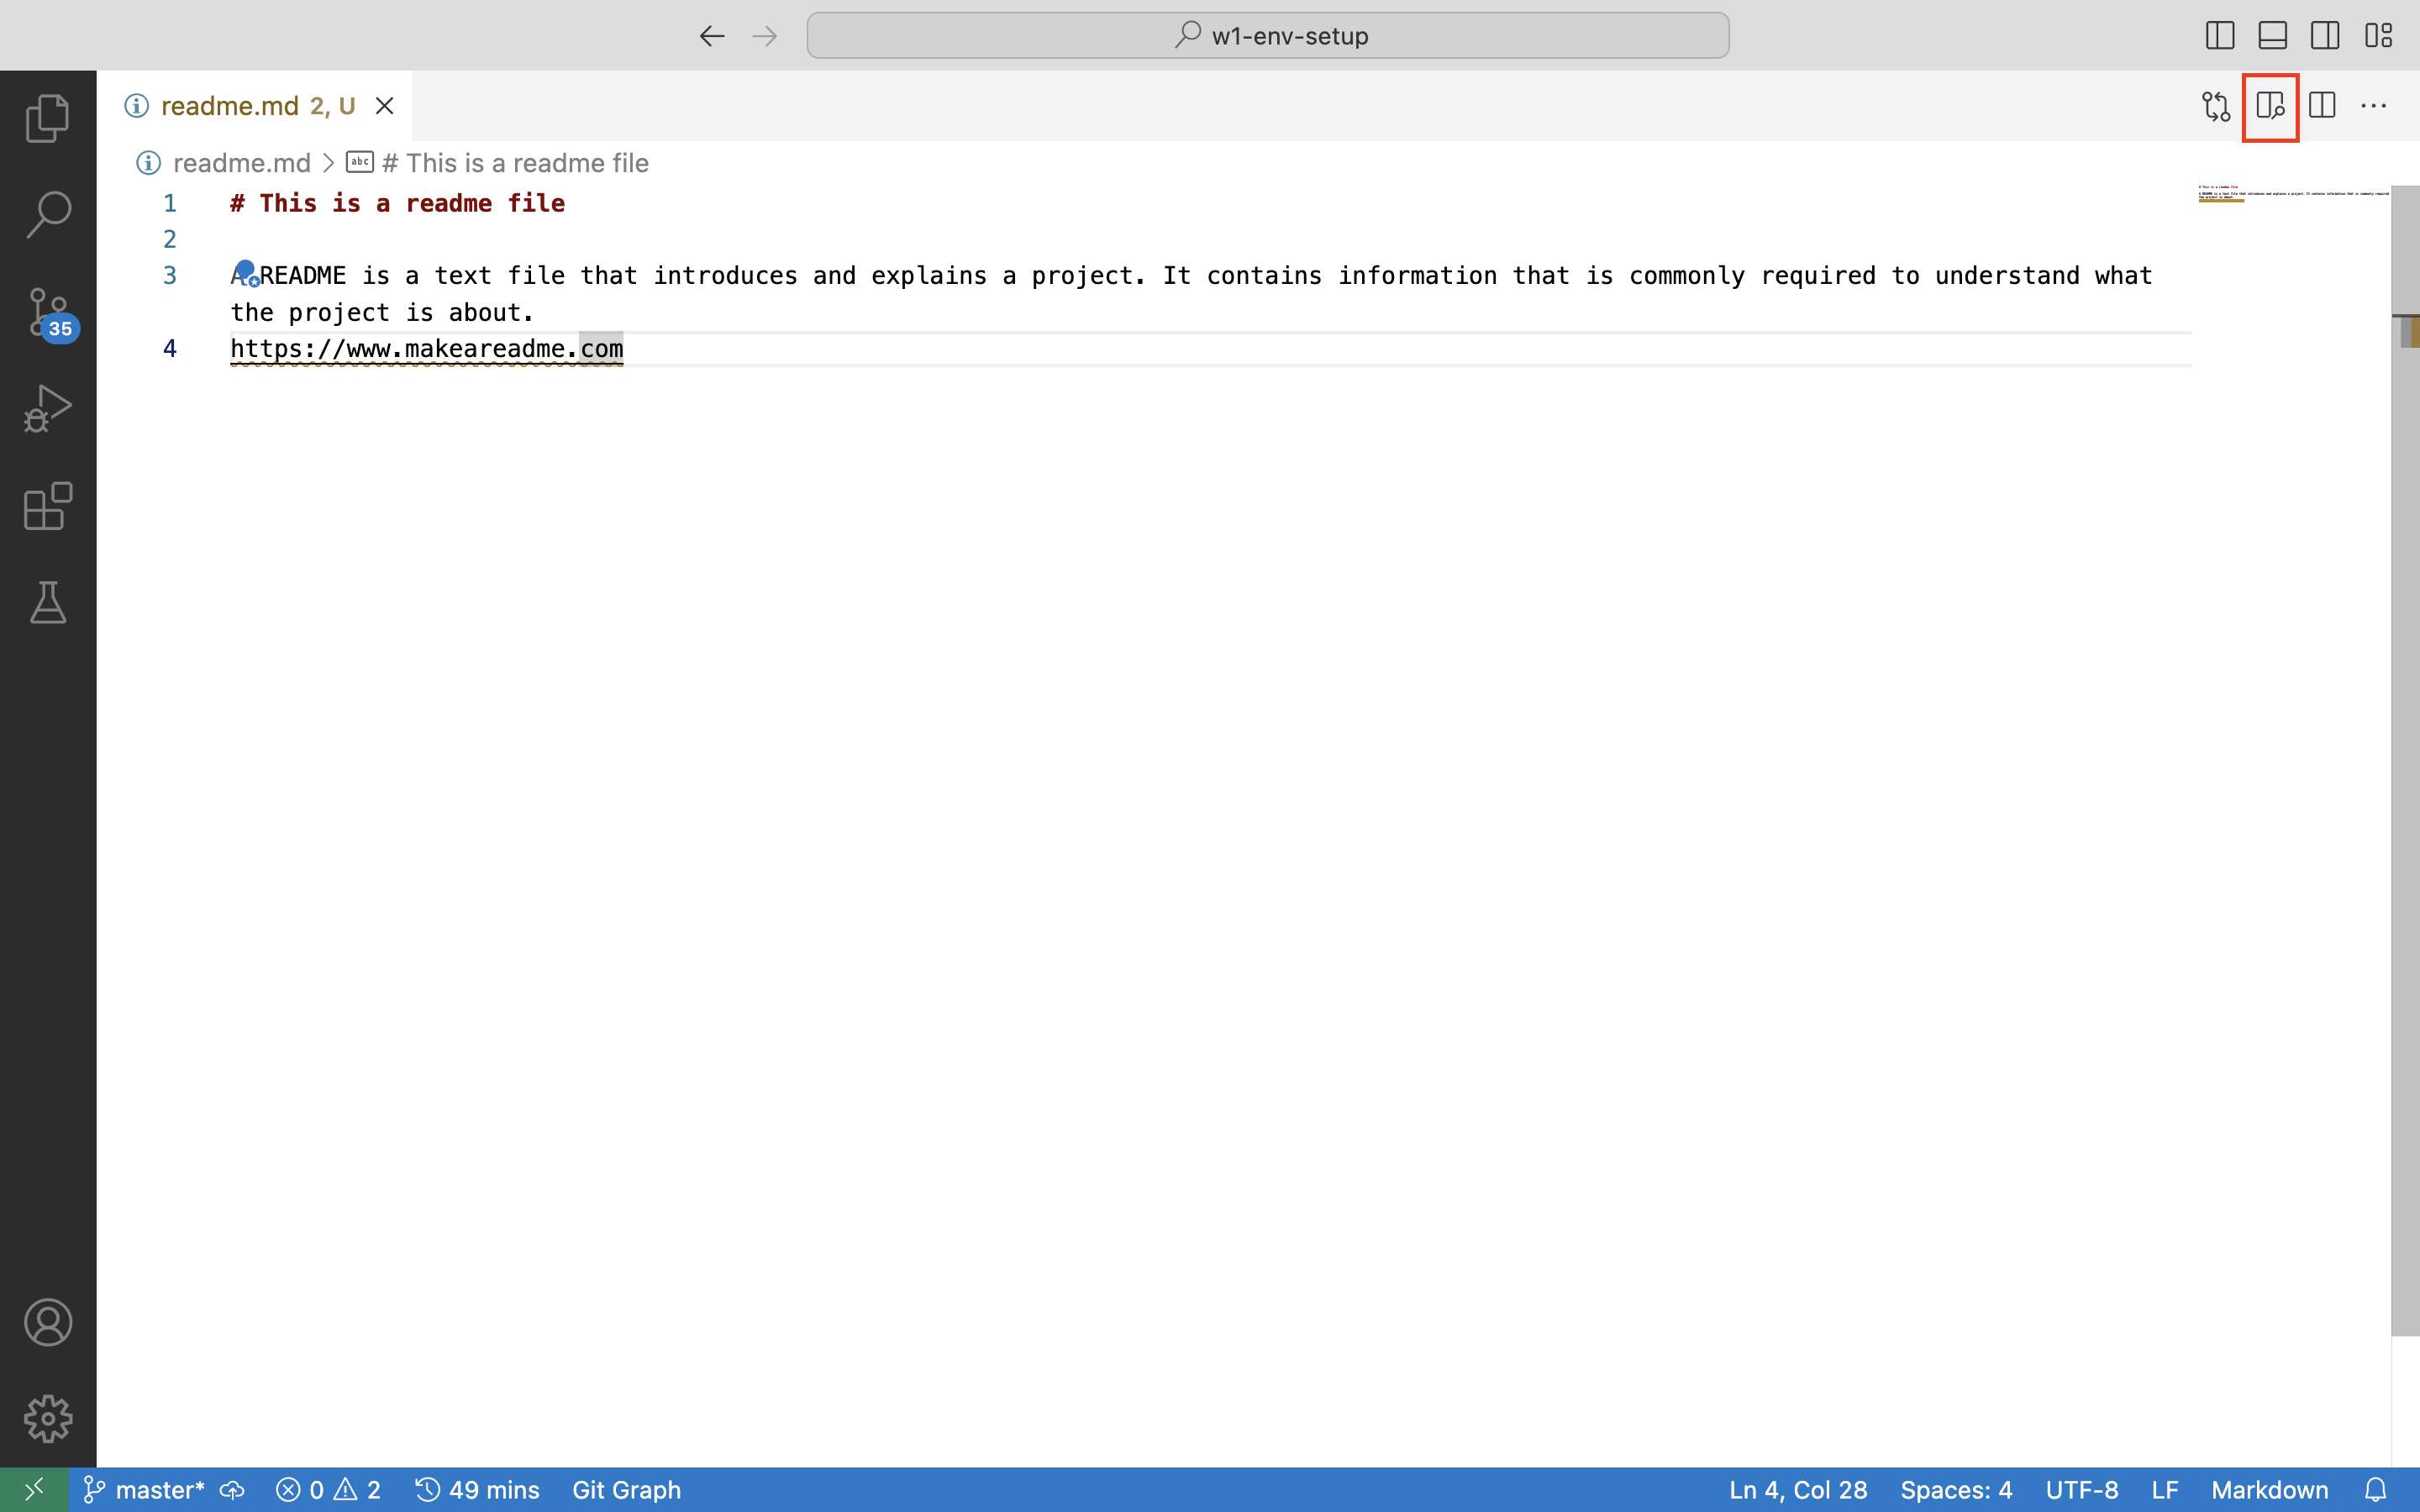 w1-env-setup
readme.md 2, U
readme.md > abc # This is a readme file
1 # This is a readme file
2
3 A README is a text file that introduces and explains a project. It contains information that is commonly required to understand what
the project is about.
4 https://www.makeareadme.com
35
master* 0 2 49 mins Git Graph Ln 4, Col 28 Spaces: 4 UTF-8 LF Markdown